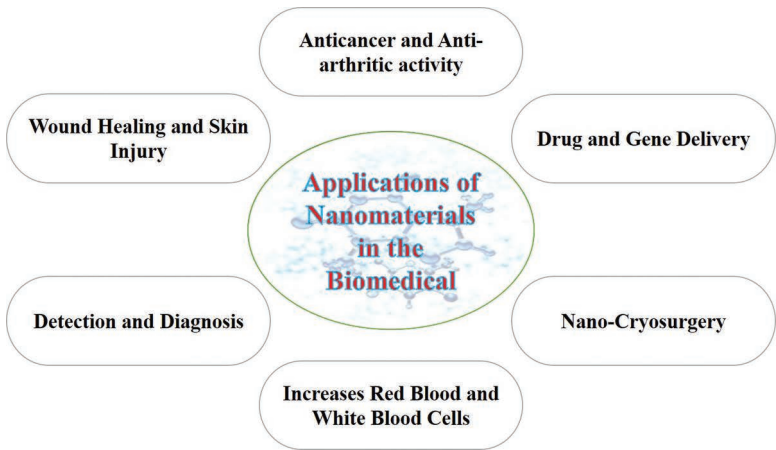 Anticancer and Anti-
arthritic activity
Wound Healing and Skin
Injury
Drug and Gene Delivery
Applications of
Nanomaterials
in the
Biomedical
Detection and Diagnosis
Nano-Cryosurgery
Increases Red Blood and
White Blood Cells